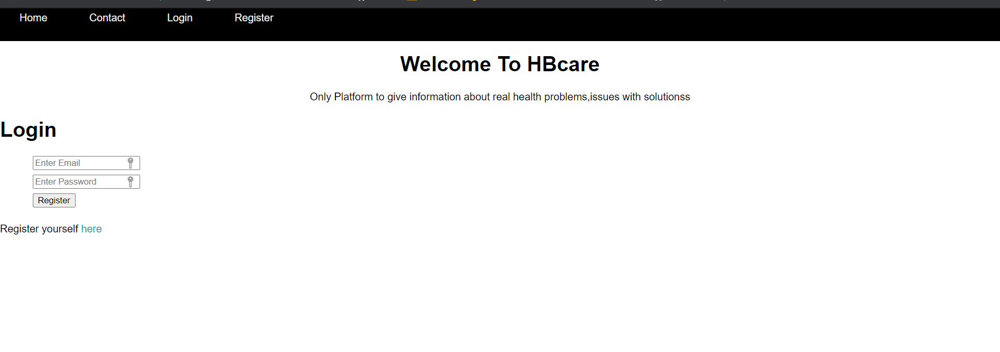 Home Contact Login Register
Welcome To HBcare
Only Platform to give information about real health problems,issues with solutionss
Login
Enter Email
Enter Password
Register
Register yourself here